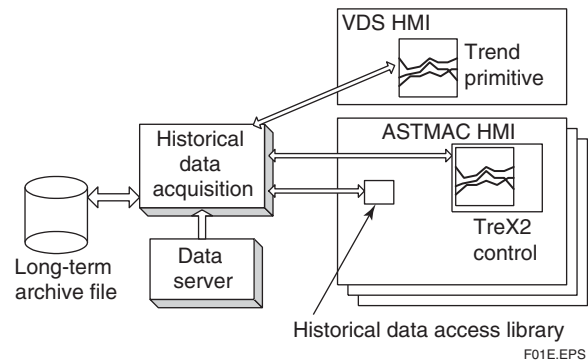 VDS HMI
Trend
primitive
ASTMAC HMI
Historical
data
acquisition
TreX2
control
Data
server
Long-term
archive file
Historical data access library
F01E.EPS